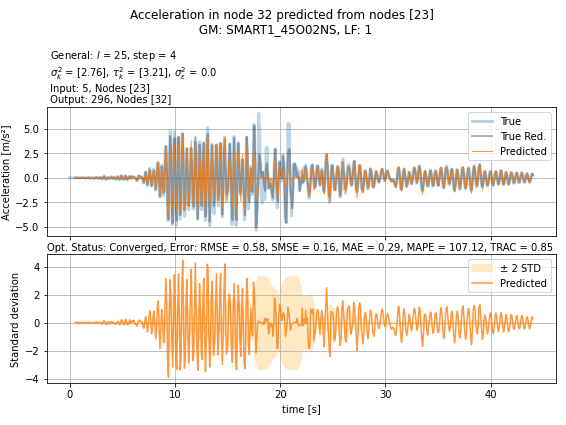 Acceleration in node 32 predicted from nodes [23]
GM: SMART1_45O02NS, LF: 1
General: l = 25, step = 4
σ²ₖ = [2.76], τ²ₖ = [3.21], σ²ε = 0.0
Input: 5, Nodes [23]
Output: 296, Nodes [32]
Acceleration [m/s²]
5.0
2.5
0.0
−2.5
−5.0
True
True Red.
Predicted
Opt. Status: Converged, Error: RMSE = 0.58, SMSE = 0.16, MAE = 0.29, MAPE = 107.12, TRAC = 0.85
Standard deviation
4
2
0
−2
−4
± 2 STD
Predicted
0 10 20 30 40
time [s]